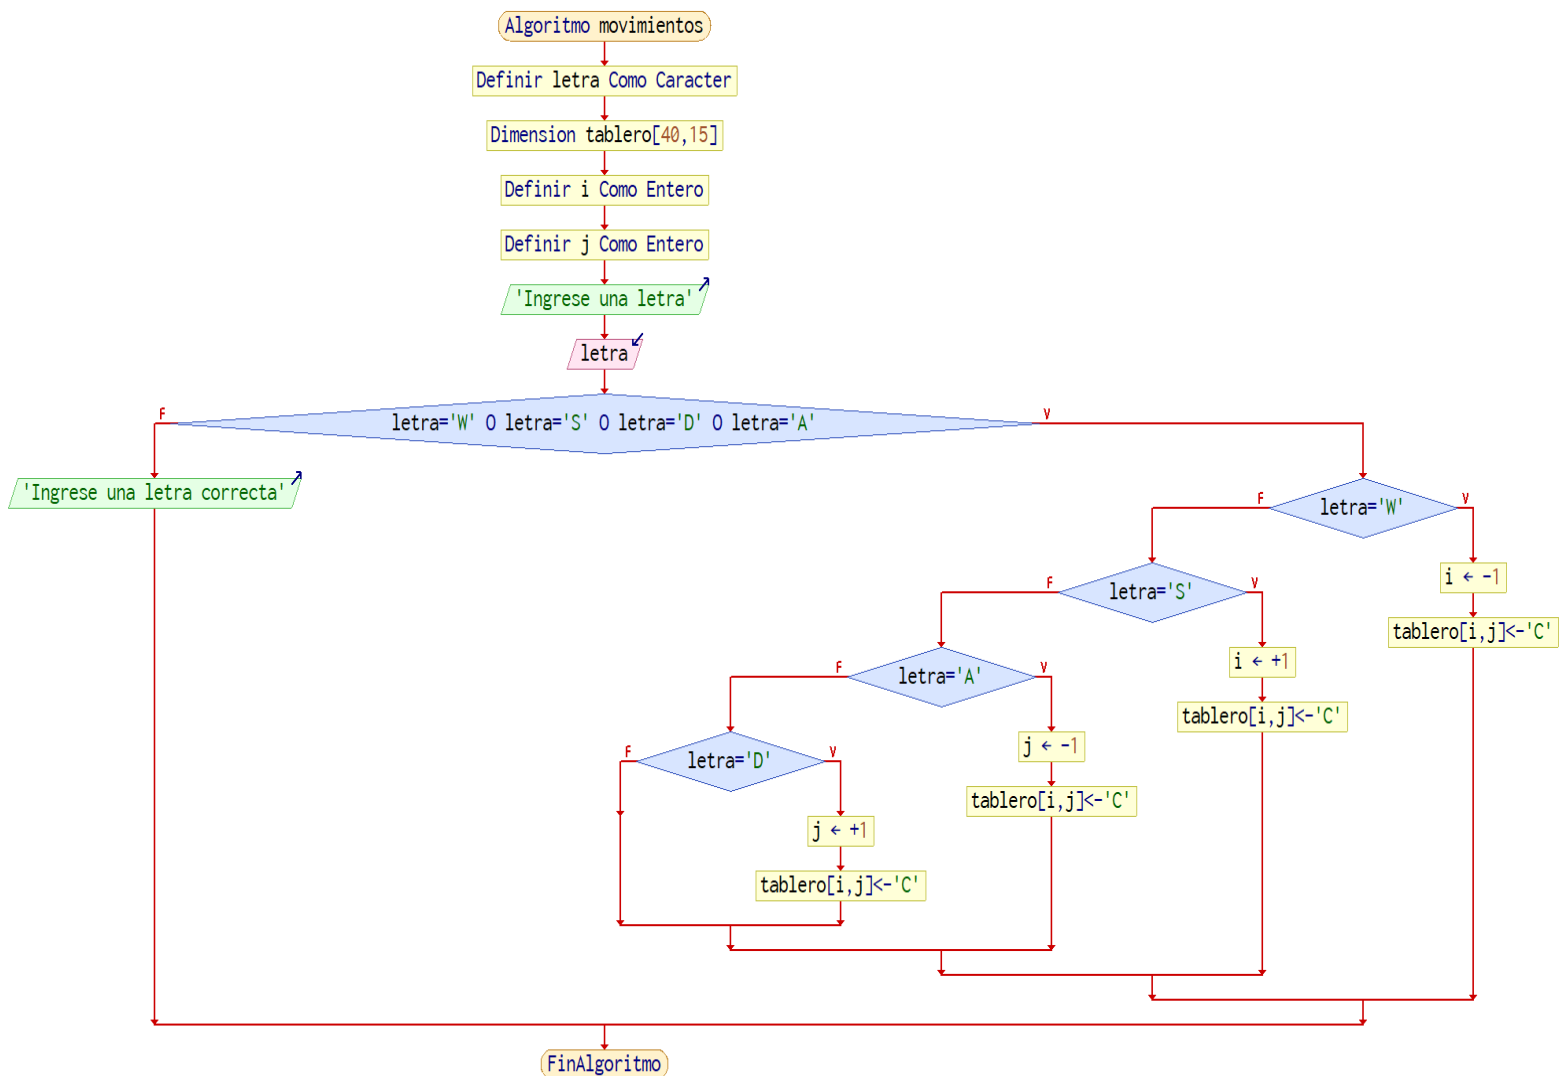 Algoritmo movimientos
Definir letra Como Caracter
Dimension tablero[40,15]
Definir i Como Entero
Definir j Como Entero
'Ingrese una letra'
letra
letra='W' O letra='S' O letra='D' O letra='A'
F
V
'Ingrese una letra correcta'
letra='W'
F
V
i ← -1
tablero[i,j]<-'C'
letra='S'
F
V
i ← +1
tablero[i,j]<-'C'
letra='A'
F
V
j ← -1
tablero[i,j]<-'C'
letra='D'
F
V
j ← +1
tablero[i,j]<-'C'
FinAlgoritmo